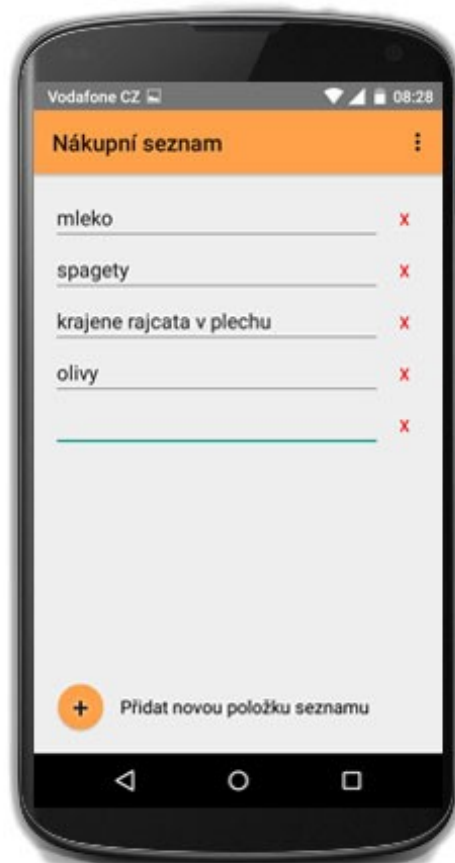 Vodafone CZ 08:28
Nákupní seznam
mleko X
spagety X
krajene rajcata v plechu X
olivy X
X
+ Přidat novou položku seznamu